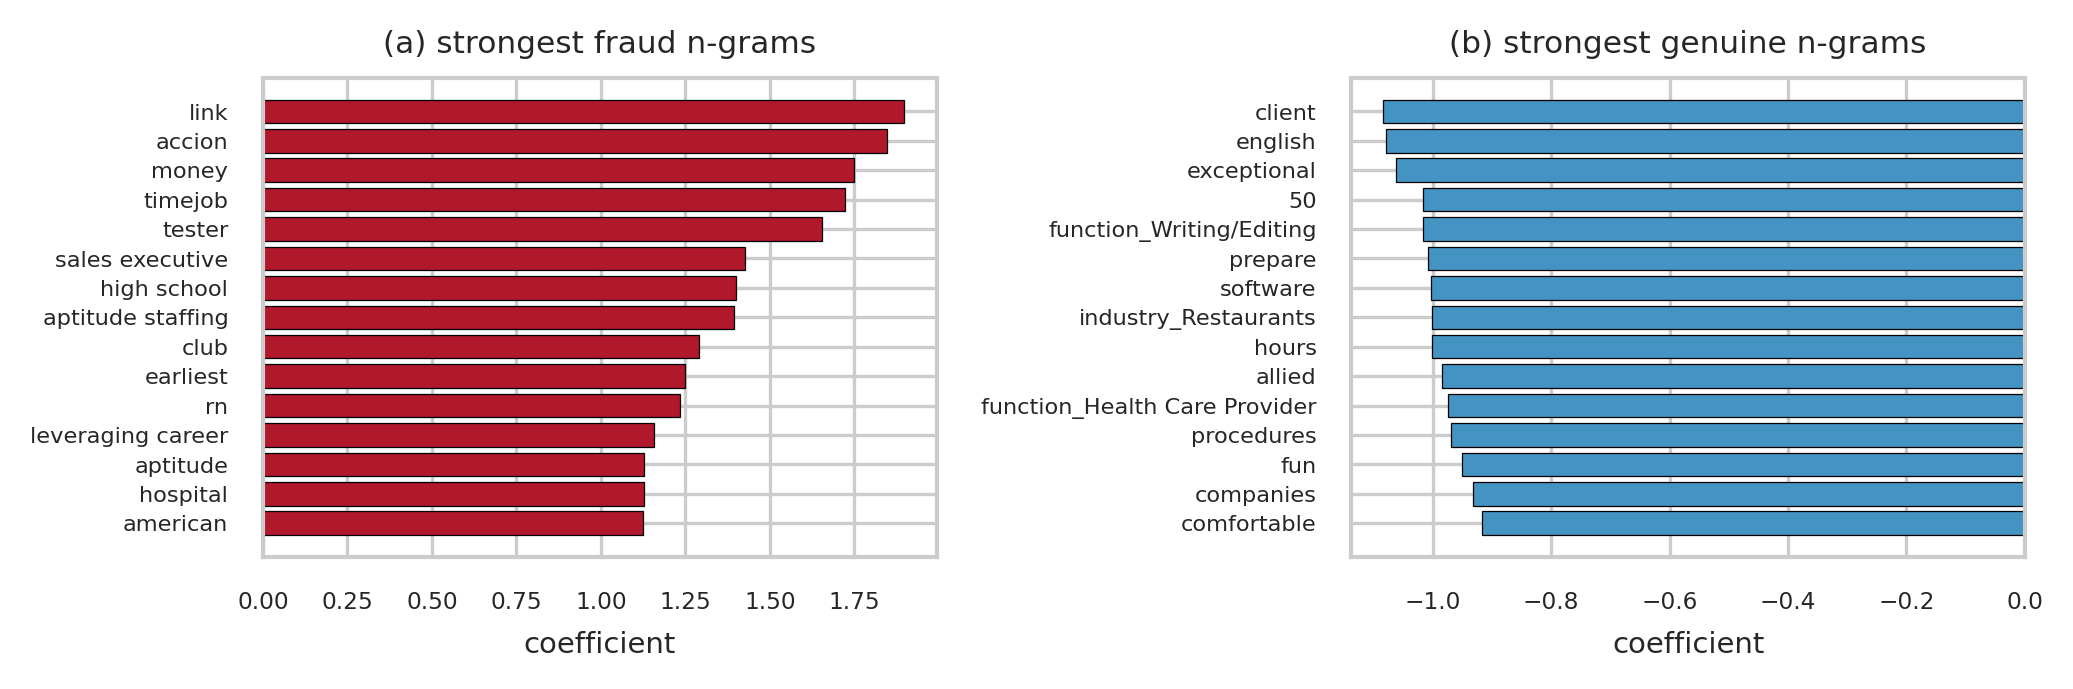 (a) strongest fraud n-grams
link
accion
money
timejob
tester
sales executive
high school
aptitude staffing
club
earliest
rn
leveraging career
aptitude
hospital
american
0.00 0.25 0.50 0.75 1.00 1.25 1.50 1.75
coefficient
(b) strongest genuine n-grams
client
english
exceptional
50
function_Writing/Editing
prepare
software
industry_Restaurants
hours
allied
function_Health Care Provider
procedures
fun
companies
comfortable
−1.0 −0.8 −0.6 −0.4 −0.2 0.0
coefficient